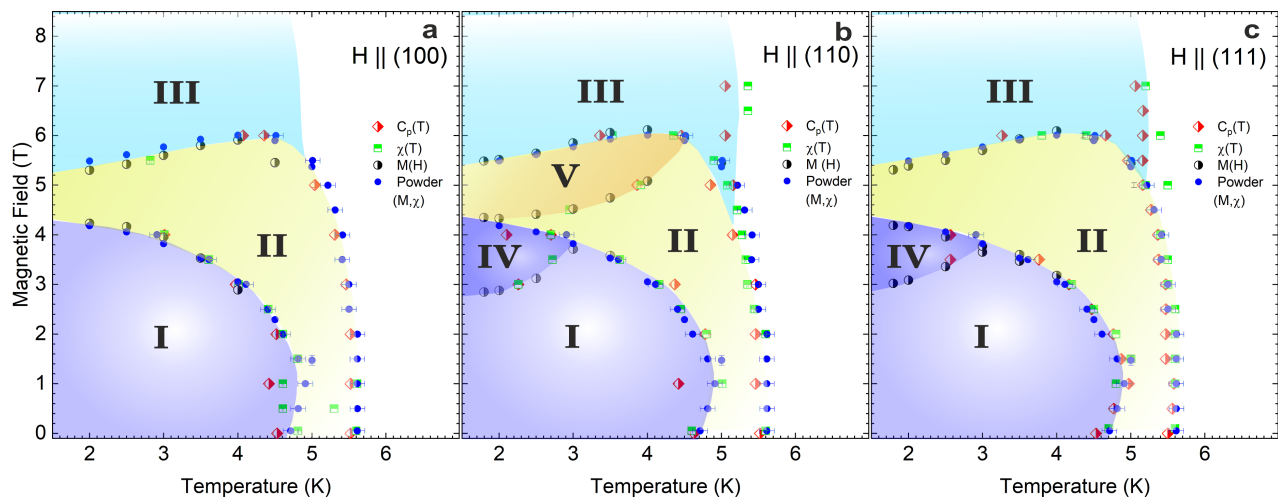 a
H || (100)
III
II
I
Cp(T)
χ(T)
M(H)
Powder
(M,χ)
8
7
6
5
4
3
2
1
0
Magnetic Field (T)
2 3 4 5 6
Temperature (K)
b
H || (110)
III
V
IV
II
I
Cp(T)
χ(T)
M (H)
Powder
(M,χ)
2 3 4 5 6
Temperature (K)
c
H || (111)
III
IV
II
I
Cp(T)
χ(T)
M(H)
Powder
(M,χ)
2 3 4 5 6
Temperature (K)